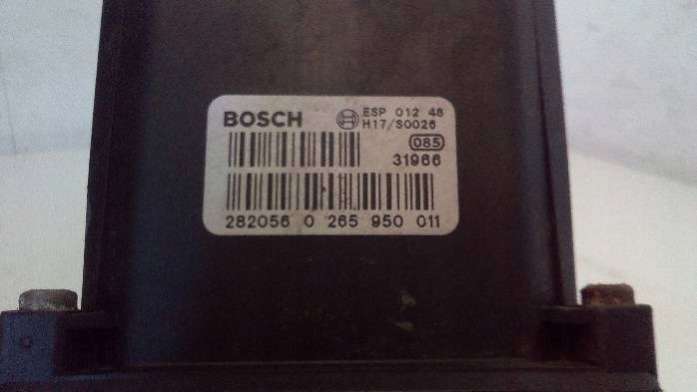 BOSCH
ESP 012 48
H17/S0026
085
31966
282056 0 265 950 011